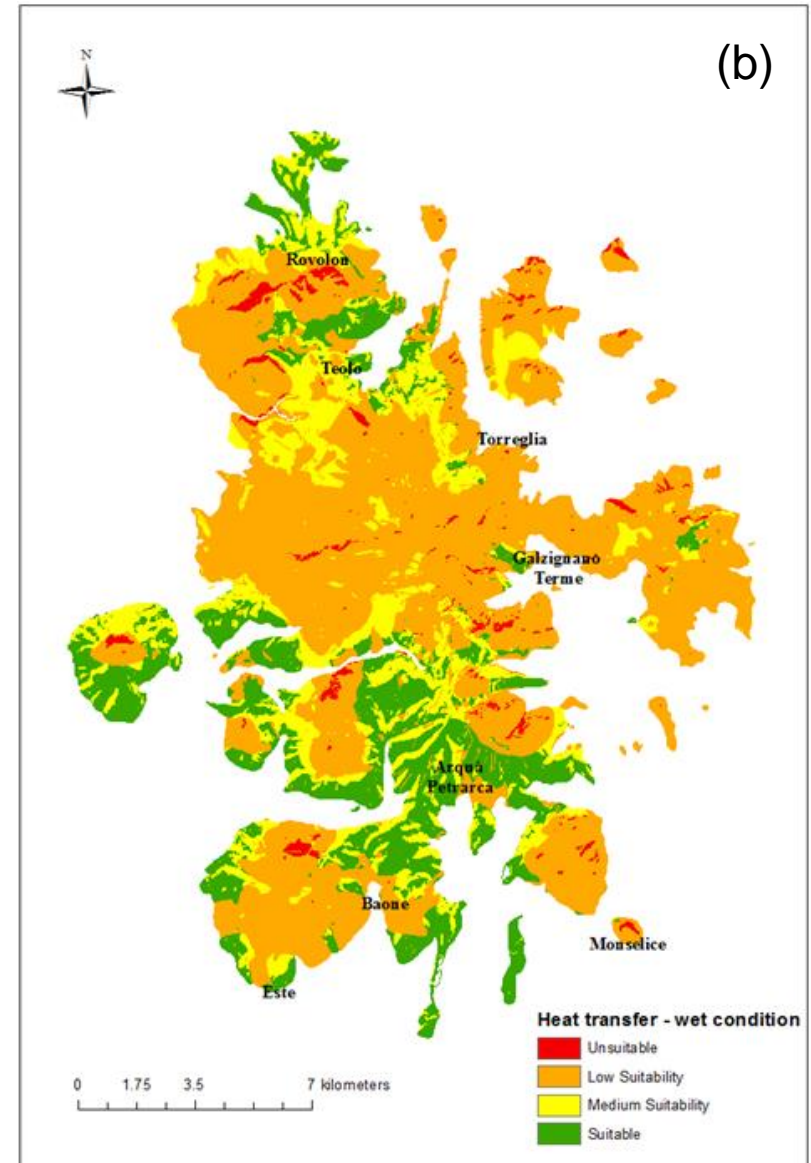 (b)
N
Rovolon
Teolo
Torreglia
Galzignano
Terme
Arquà
Petrarca
Baone
Monselice
Este
Heat transfer - wet condition
Unsuitable
Low Suitability
Medium Suitability
Suitable
0 1.75 3.5 7 kilometers